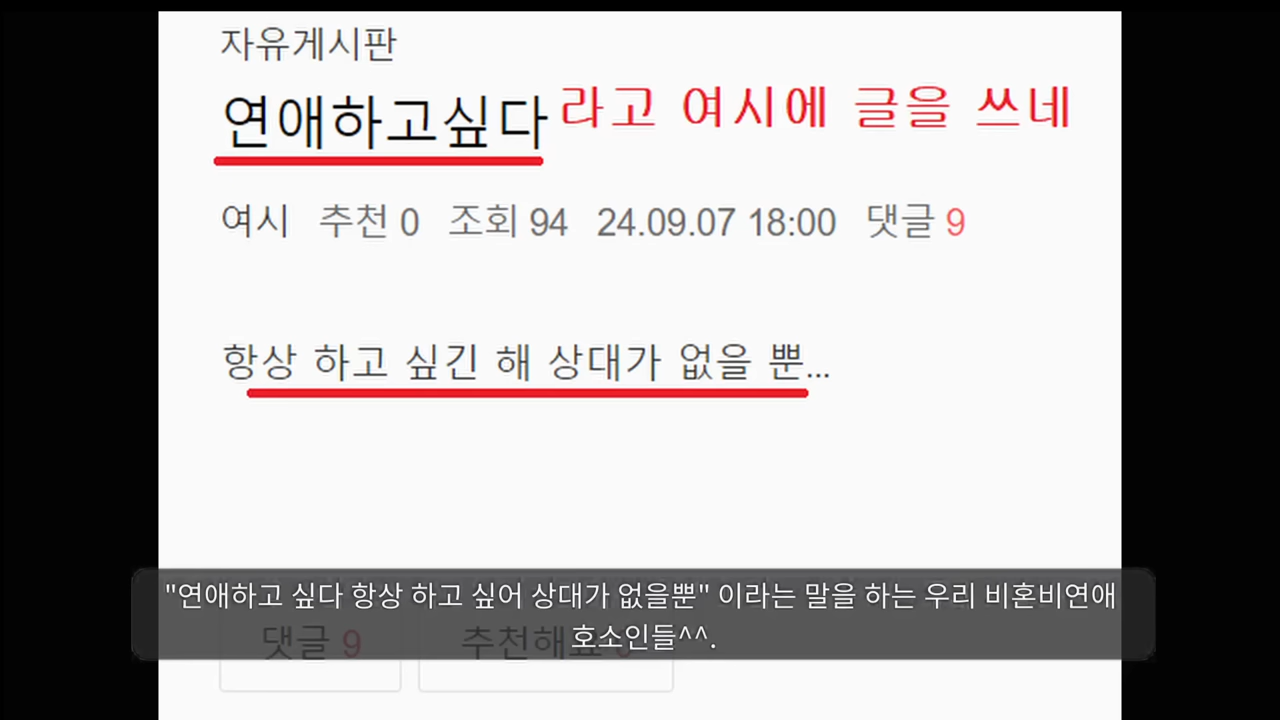 자유게시판
연애하고싶다 라고 여시에 글을 쓰네
여시 추천 0 조회 94 24.09.07 18:00 댓글 9
항상 하고 싶긴 해 상대가 없을 뿐...
"연애하고 싶다 항상 하고 싶어 상대가 없을뿐" 이라는 말을 하는 우리 비혼비연애
호소인들^^.
댓글 9 추천해요 0